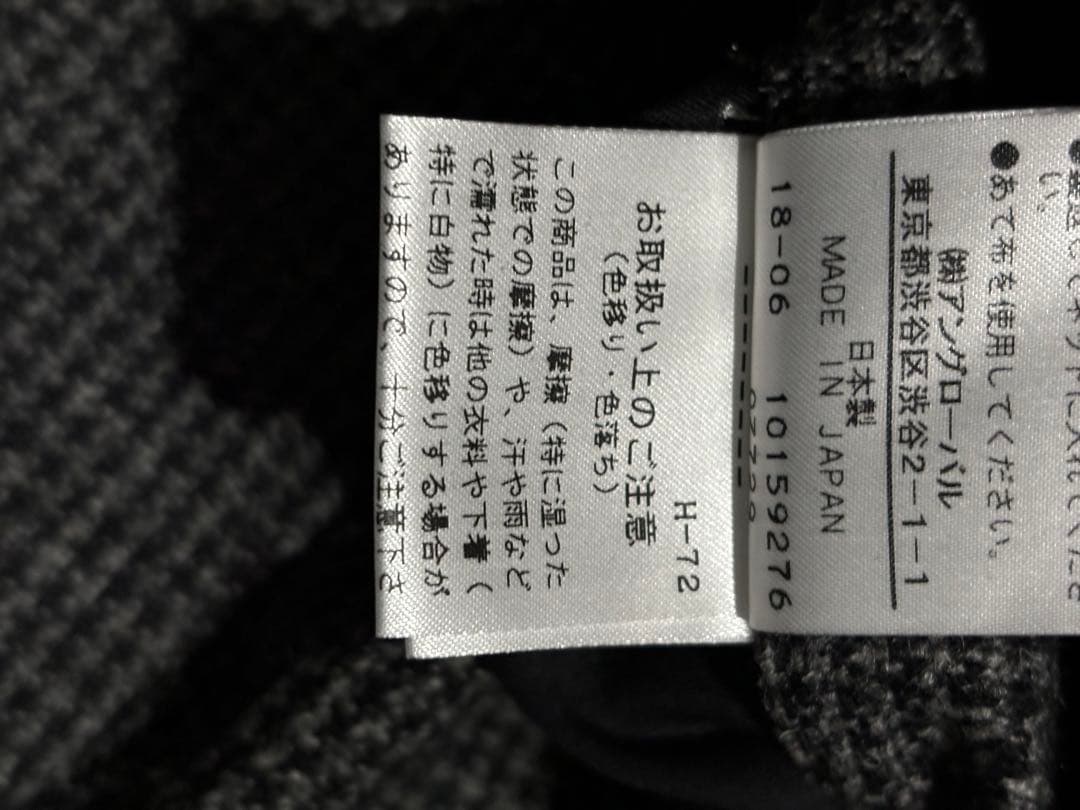 い。
●あて布を使用してください。
㈱アングローバル
東京都渋谷区渋谷2-1-1
日本製
MADE IN JAPAN
18-06 10159276
H-72
お取扱い上のご注意
(色移り・色落ち)
この商品は、摩擦(特に湿った
状態での摩擦)や、汗や雨など
で濡れた時は他の衣料や下着(
特に白物)に色移りする場合が
ありますので、十分ご注意下さ